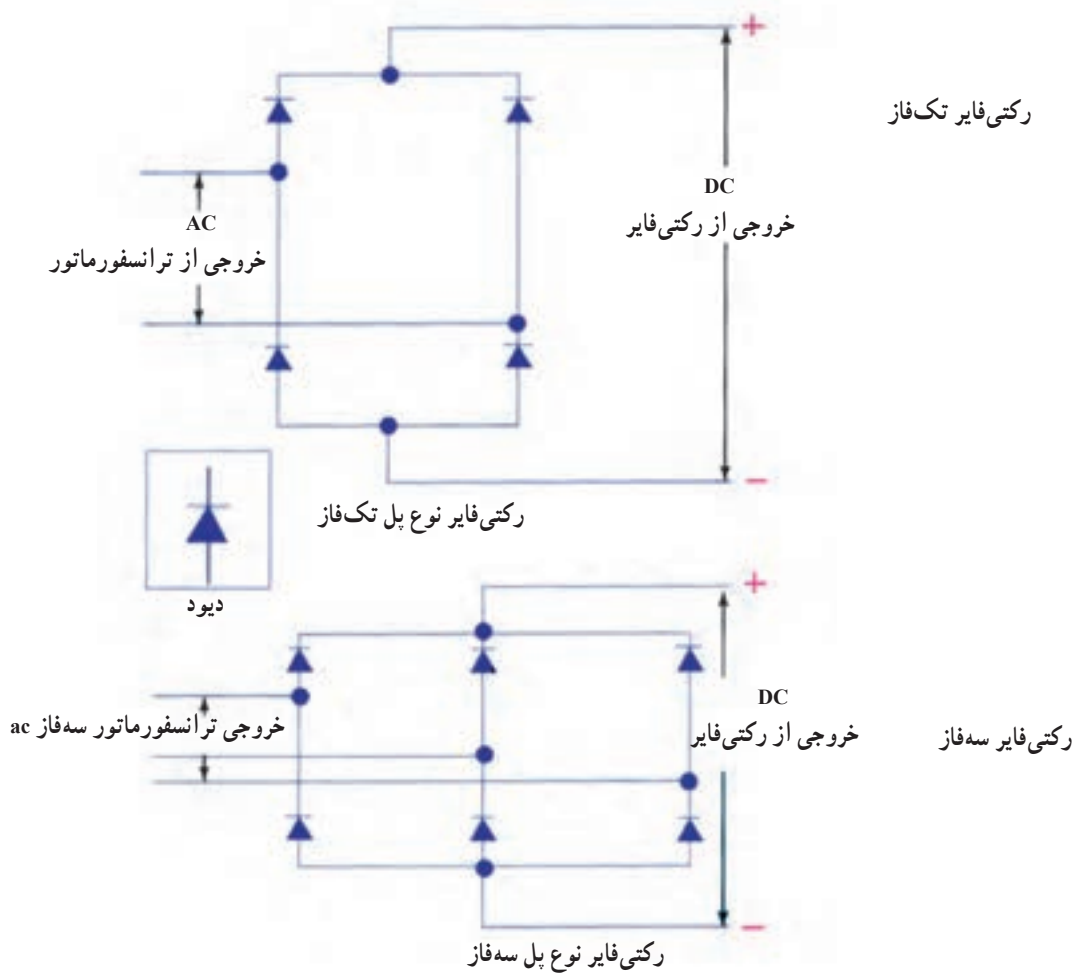 +
رکتی‌فایر تک‌فاز
DC
خروجی از رکتی‌فایر
AC
خروجی از ترانسفورماتور
−
رکتی‌فایر نوع پل تک‌فاز
دیود
+
DC
خروجی از رکتی‌فایر
خروجی ترانسفورماتور سه‌فاز ac
رکتی‌فایر سه‌فاز
−
رکتی‌فایر نوع پل سه‌فاز